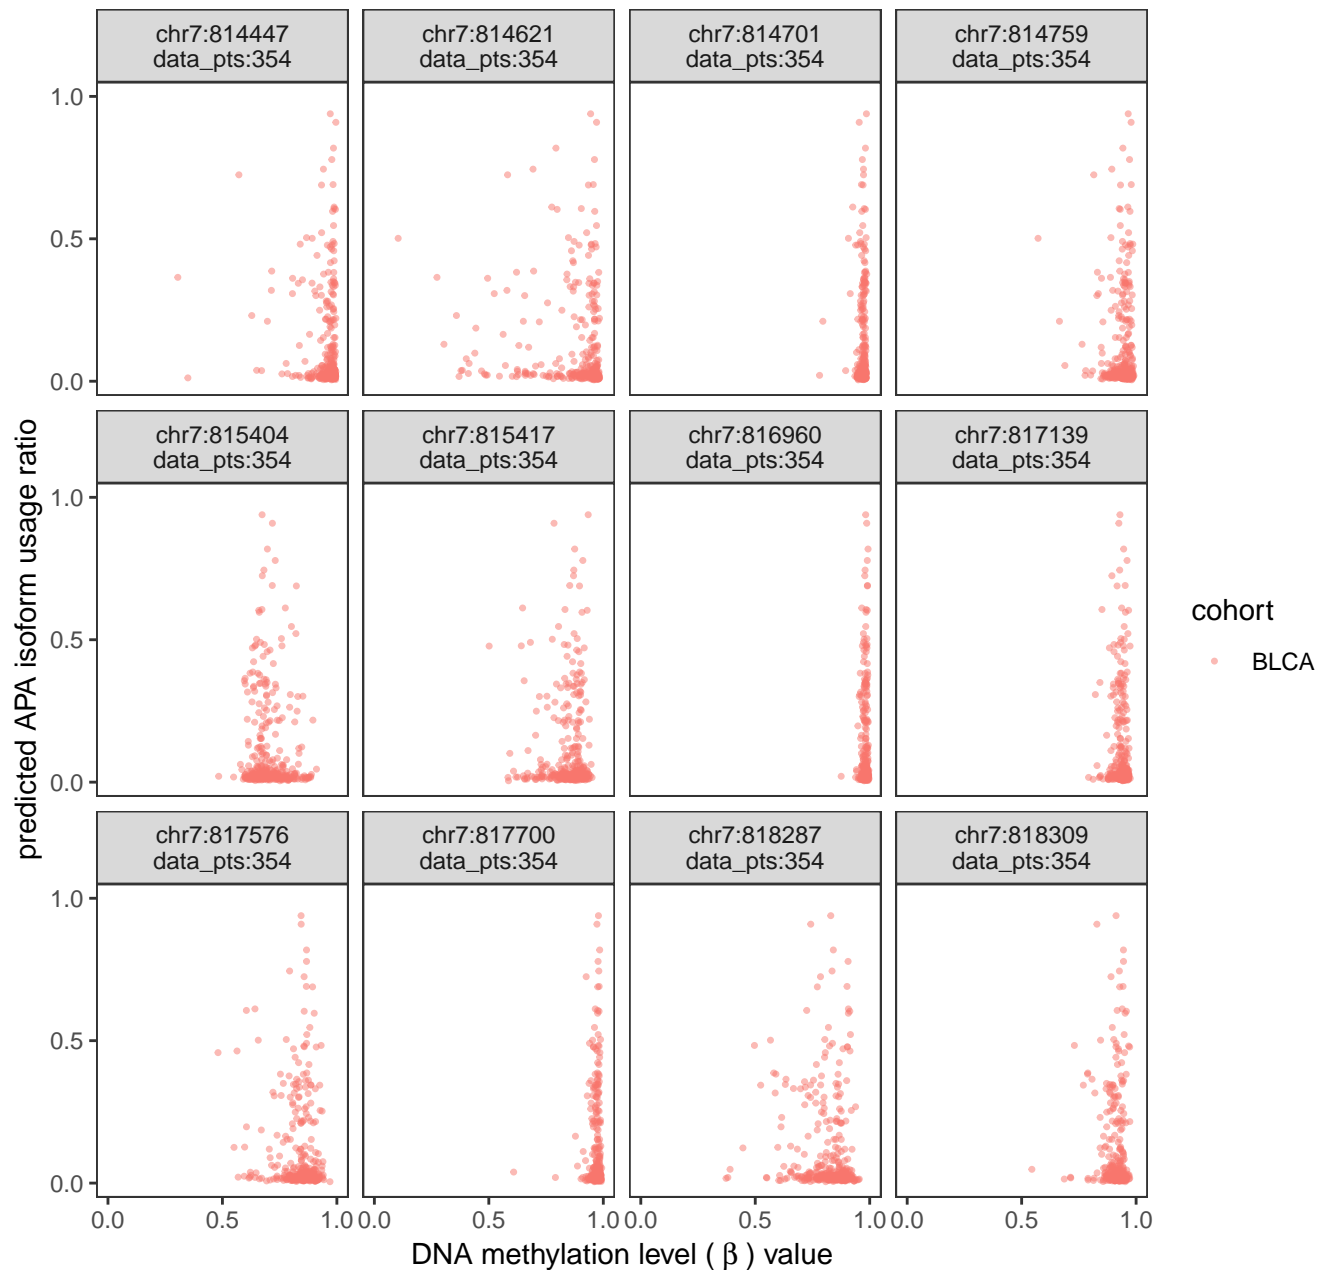 chr7:814447
data_pts:354
chr7:814621
data_pts:354
chr7:814701
data_pts:354
chr7:814759
data_pts:354
1.0
0.5
0.0
chr7:815404
data_pts:354
chr7:815417
data_pts:354
chr7:816960
data_pts:354
chr7:817139
data_pts:354
1.0
0.5
0.0
chr7:817576
data_pts:354
chr7:817700
data_pts:354
chr7:818287
data_pts:354
chr7:818309
data_pts:354
1.0
0.5
0.0
0.0 0.5 1.0
0.0 0.5 1.0
0.0 0.5 1.0
0.0 0.5 1.0
DNA methylation level ( β ) value
predicted APA isoform usage ratio
cohort
BLCA